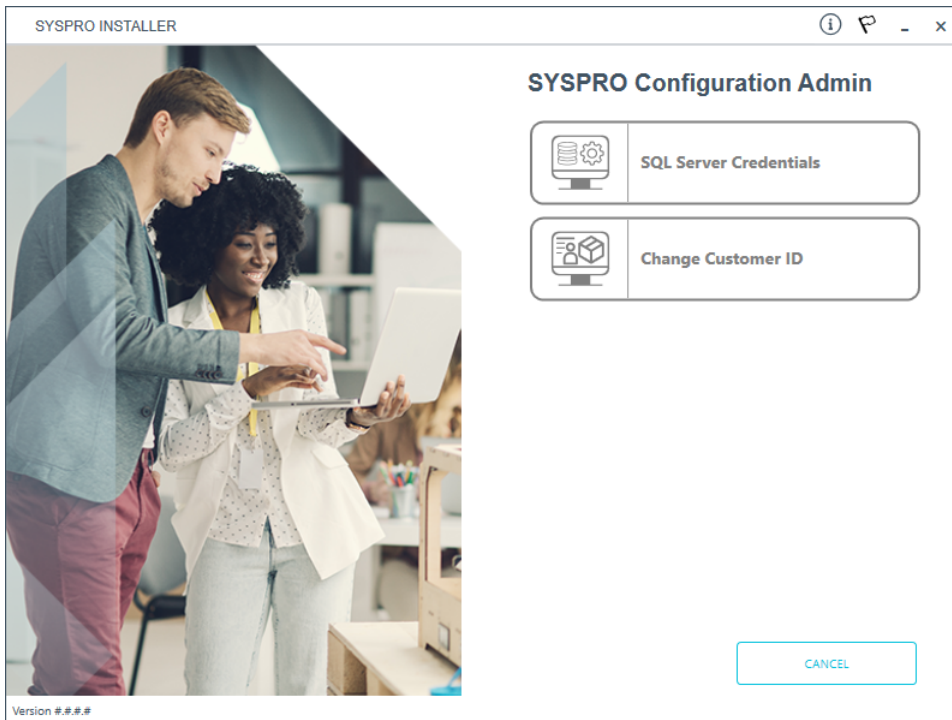 SYSPRO INSTALLER
SYSPRO Configuration Admin
SQL Server Credentials
Change Customer ID
CANCEL
Version #.#.#.#